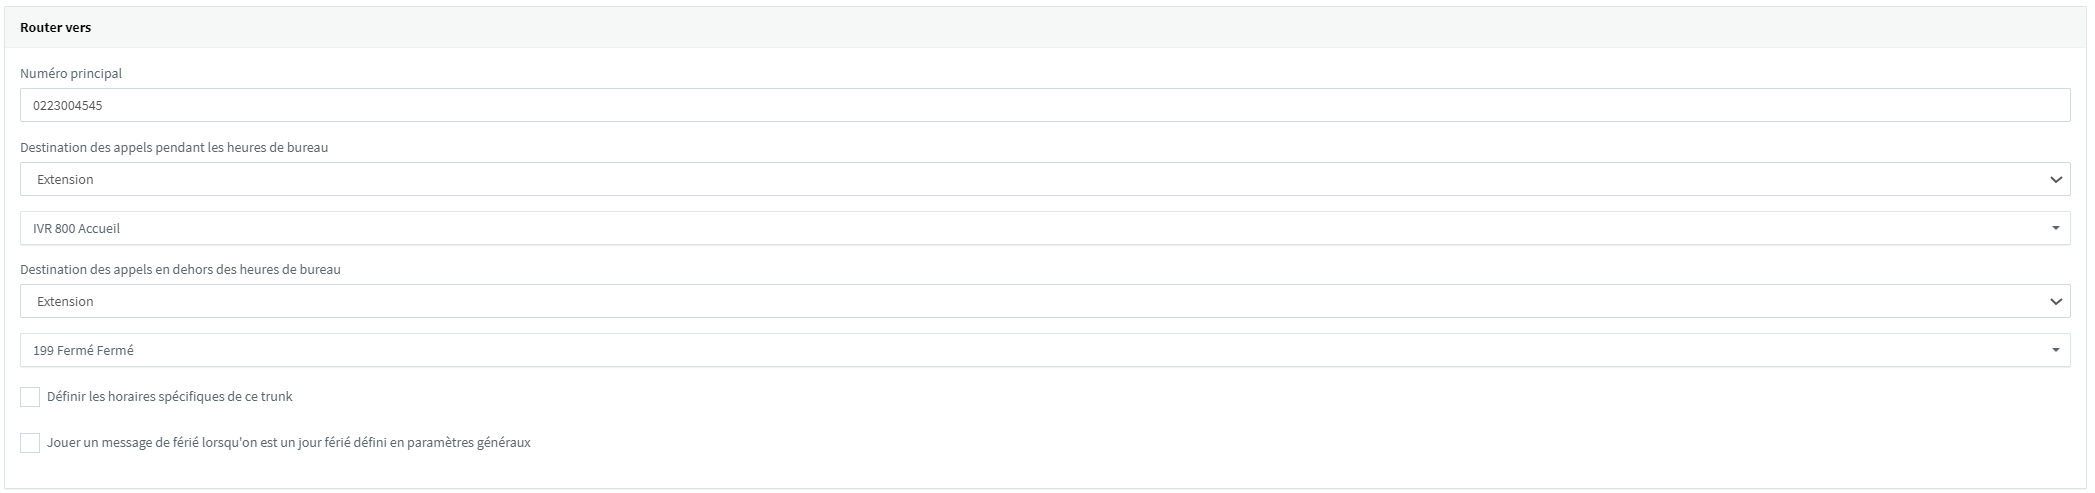 Router vers
Numéro principal
0223004545
Destination des appels pendant les heures de bureau
Extension
IVR 800 Accueil
Destination des appels en dehors des heures de bureau
Extension
199 Fermé Fermé
Définir les horaires spécifiques de ce trunk
Jouer un message de férié lorsqu'on est un jour férié défini en paramètres généraux